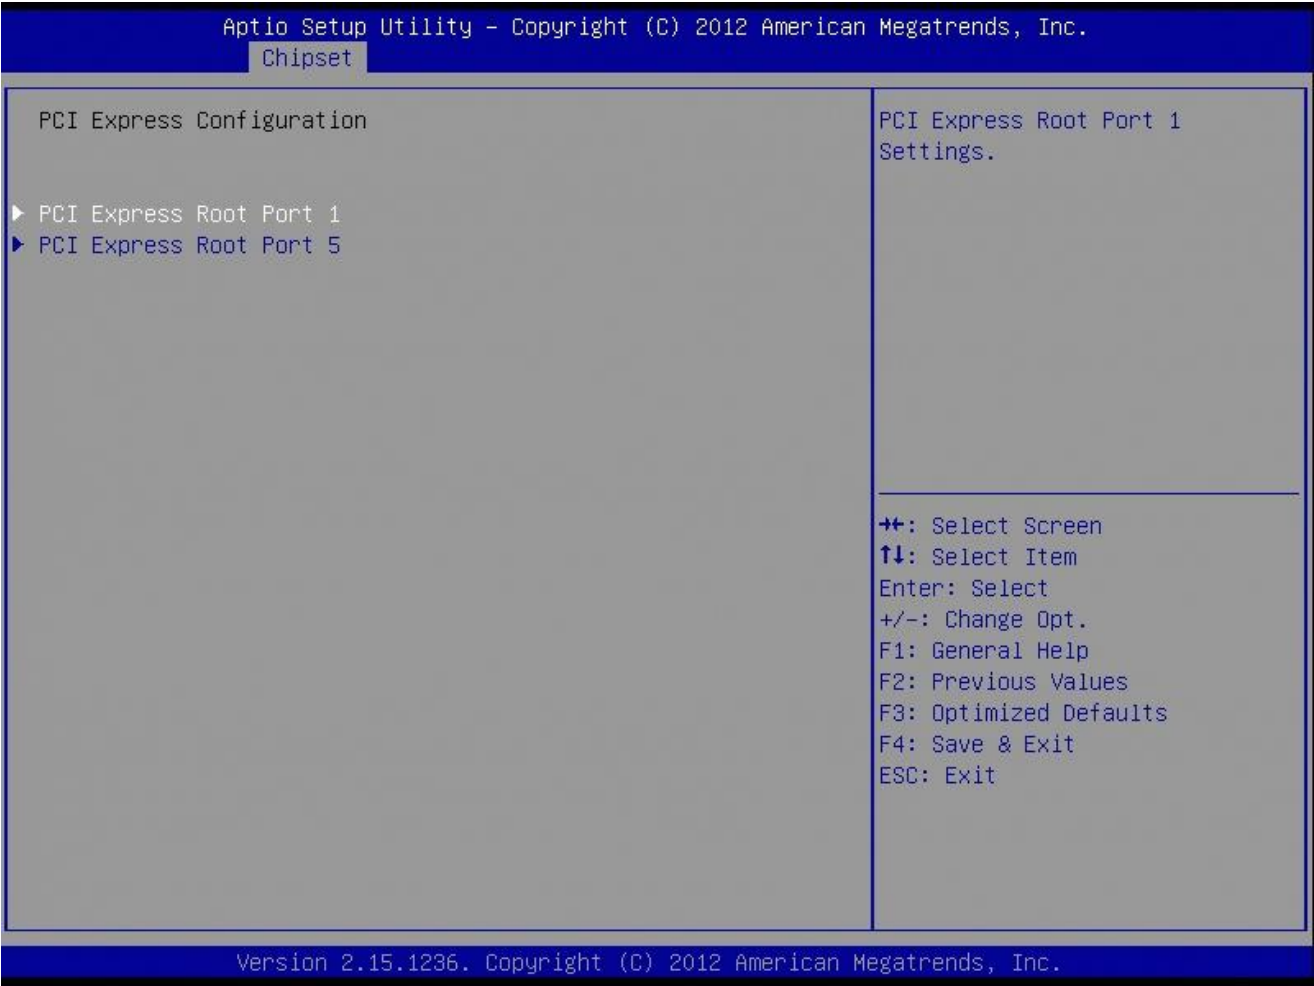 Aptio Setup Utility – Copyright (C) 2012 American Megatrends, Inc.
Chipset
PCI Express Configuration
▶ PCI Express Root Port 1
▶ PCI Express Root Port 5
PCI Express Root Port 1
Settings.
→←: Select Screen
↑↓: Select Item
Enter: Select
+/-: Change Opt.
F1: General Help
F2: Previous Values
F3: Optimized Defaults
F4: Save & Exit
ESC: Exit
Version 2.15.1236. Copyright (C) 2012 American Megatrends, Inc.